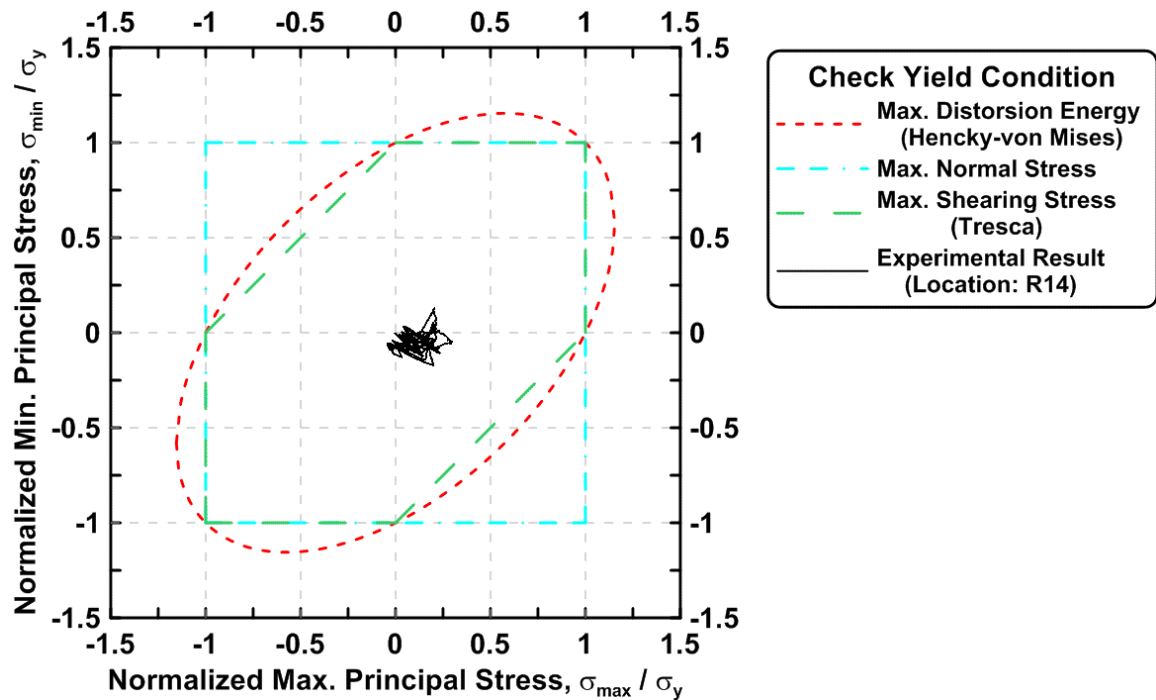 -1.5 -1 -0.5 0 0.5 1 1.5
1.5 1.5
1 1
0.5 0.5
0 0
-0.5 -0.5
-1 -1
-1.5 -1.5
-1.5 -1 -0.5 0 0.5 1 1.5
Normalized Min. Principal Stress, σmin / σy
Normalized Max. Principal Stress, σmax / σy
Check Yield Condition
Max. Distorsion Energy
(Hencky-von Mises)
Max. Normal Stress
Max. Shearing Stress
(Tresca)
Experimental Result
(Location: R14)